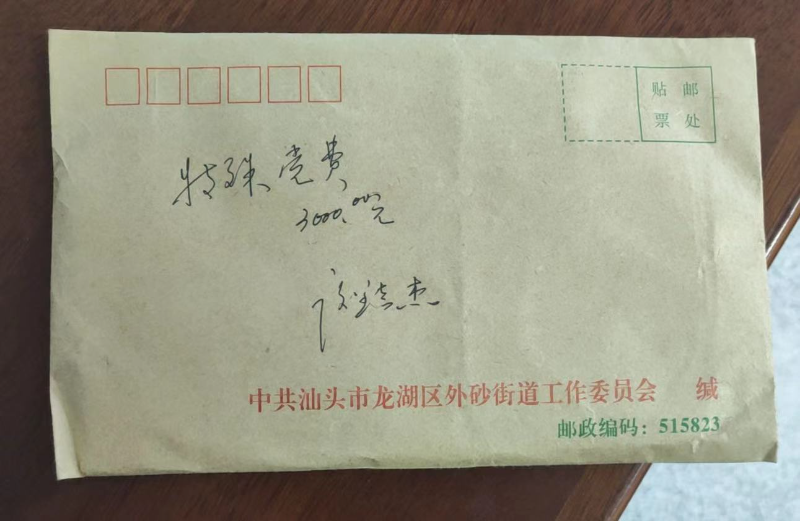 贴 邮
票 处
特殊党费
3000.00元
杰
中共汕头市龙湖区外砂街道工作委员会 缄
邮政编码：515823